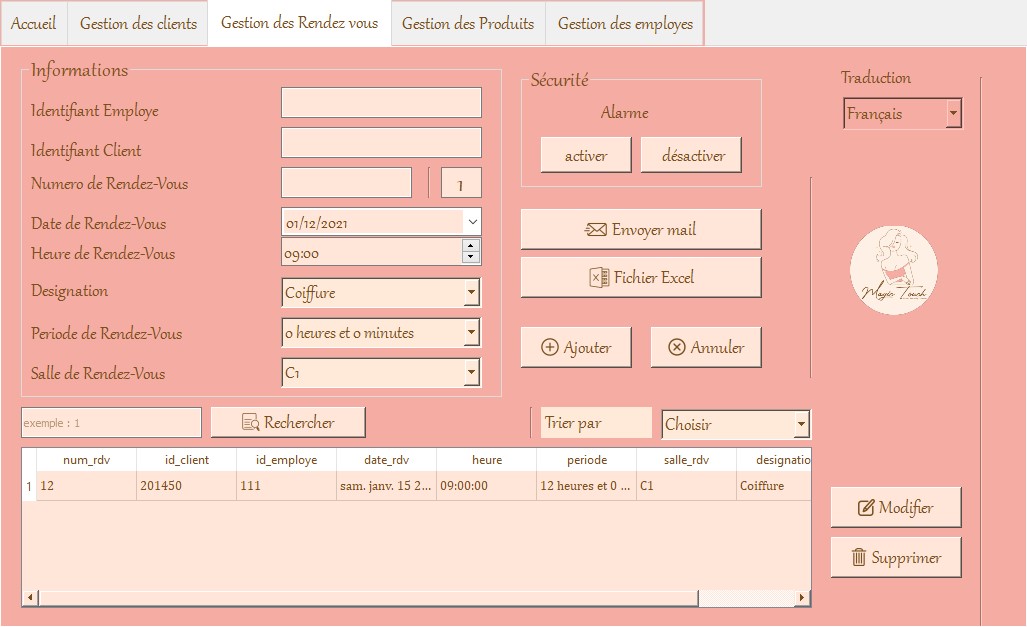 Accueil Gestion des clients Gestion des Rendez vous Gestion des Produits Gestion des employes
Informations
Identifiant Employe
Identifiant Client
Numero de Rendez-Vous 1
Date de Rendez-Vous 01/12/2021
Heure de Rendez-Vous 09:00
Designation Coiffure
Periode de Rendez-Vous 0 heures et 0 minutes
Salle de Rendez-Vous C1
Sécurité
Alarme
activer désactiver
Envoyer mail
Fichier Excel
Ajouter Annuler
Traduction
Français
Magic Touch
exemple : 1 Rechercher Trier par Choisir
num_rdv id_client id_employe date_rdv heure periode salle_rdv designatio
1 12 201450 111 sam. janv. 15 2... 09:00:00 12 heures et 0 ... C1 Coiffure
Modifier
Supprimer